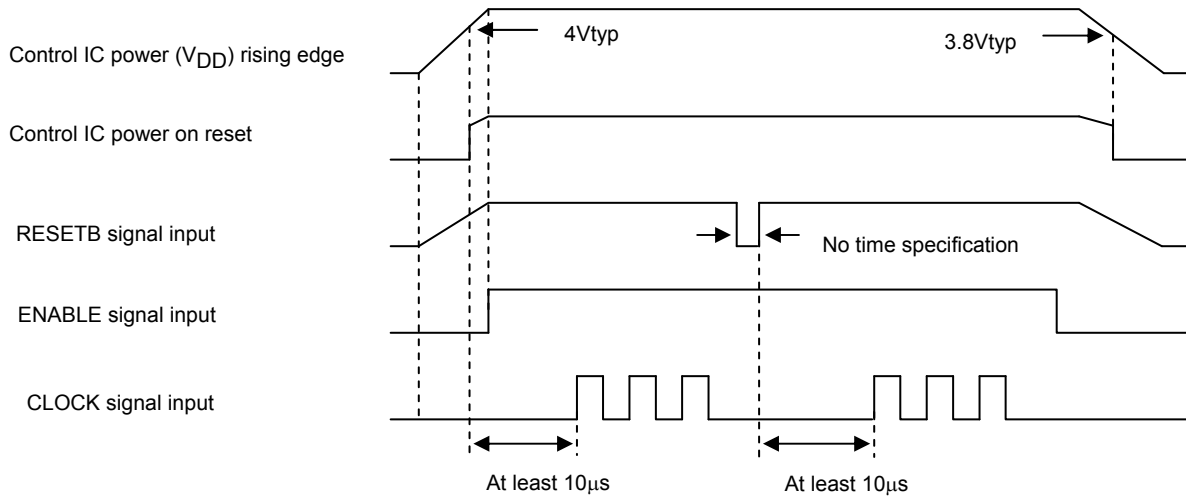 4Vtyp
3.8Vtyp
Control IC power (VDD) rising edge
Control IC power on reset
RESETB signal input
No time specification
ENABLE signal input
CLOCK signal input
At least 10μs
At least 10μs